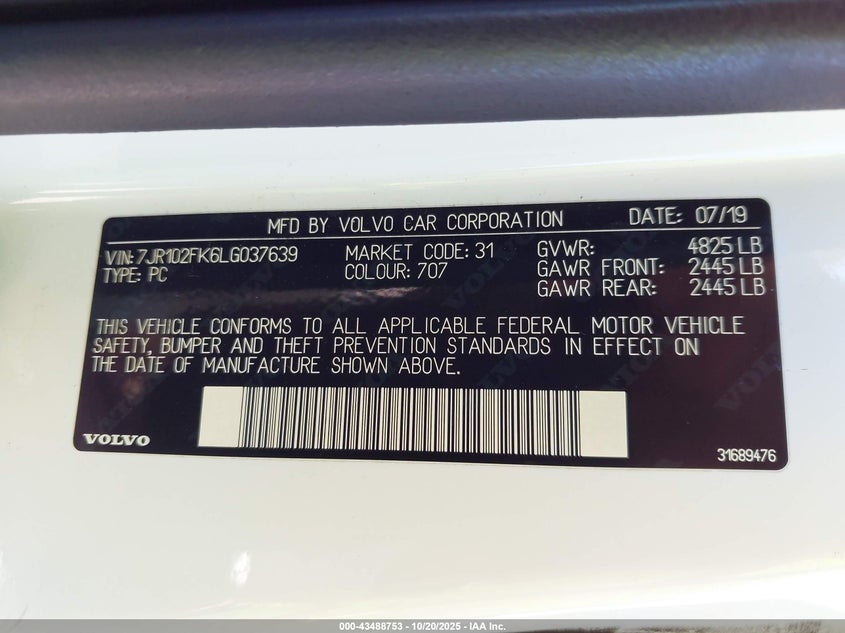 MFD BY VOLVO CAR CORPORATION DATE: 07/19
VIN:7JR102FK6LG037639 MARKET CODE: 31 GVWR: 4825 LB
TYPE: PC COLOUR: 707 GAWR FRONT: 2445 LB
GAWR REAR: 2445 LB
THIS VEHICLE CONFORMS TO ALL APPLICABLE FEDERAL MOTOR VEHICLE
SAFETY, BUMPER AND THEFT PREVENTION STANDARDS IN EFFECT ON
THE DATE OF MANUFACTURE SHOWN ABOVE.
VOLVO 31689476
000-43488753 - 10/20/2025 - IAA Inc.